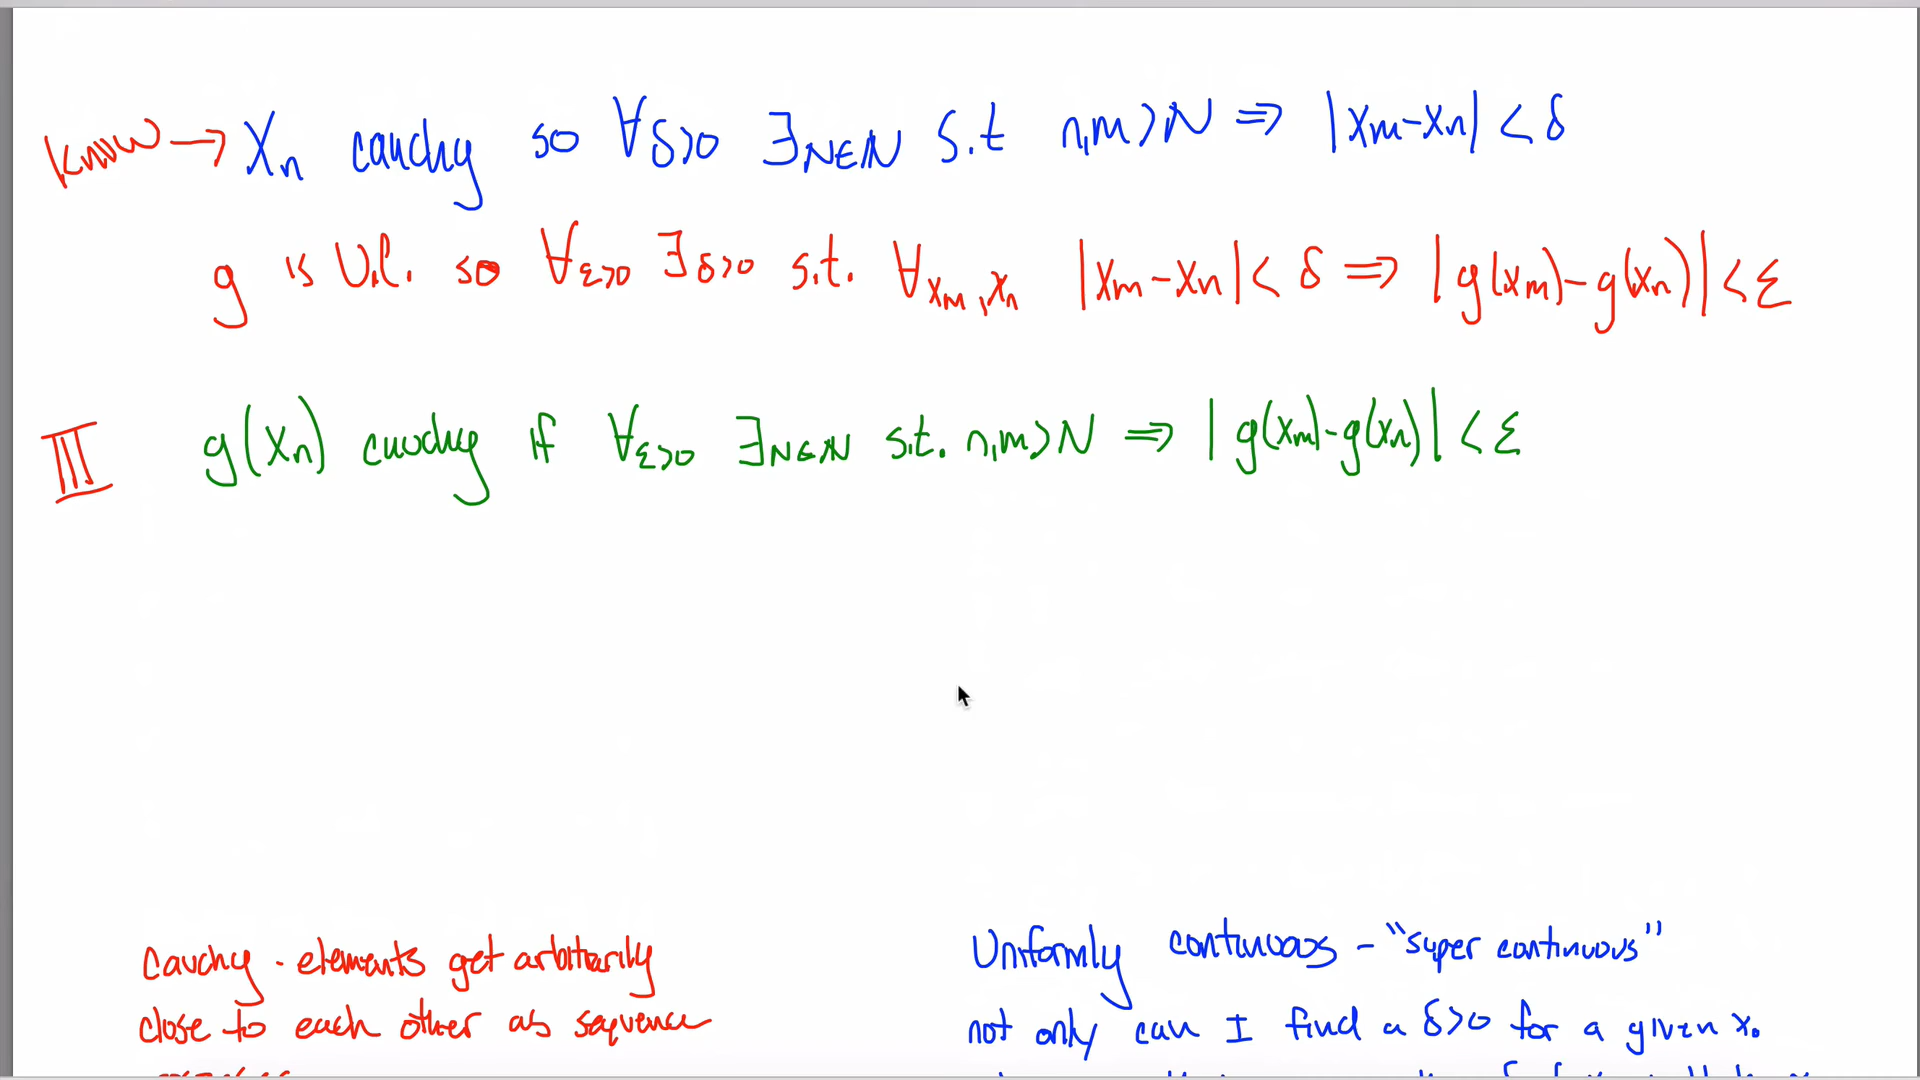 know → Xn cauchy so ∀δ>0 ∃N∈ℕ s.t n,m>N ⇒ |xm-xn| < δ
g is U.C. so ∀ε>0 ∃δ>0 s.t. ∀xm,xn |xm-xn| < δ ⇒ |g(xm)-g(xn)| < ε
III g(xn) cauchy if ∀ε>0 ∃N∈ℕ s.t. n,m>N ⇒ |g(xm)-g(xn)| < ε
Cauchy - elements get arbitrarily
close to each other as sequence
Uniformly continuous - "super continuous"
not only can I find a δ>0 for a given x.